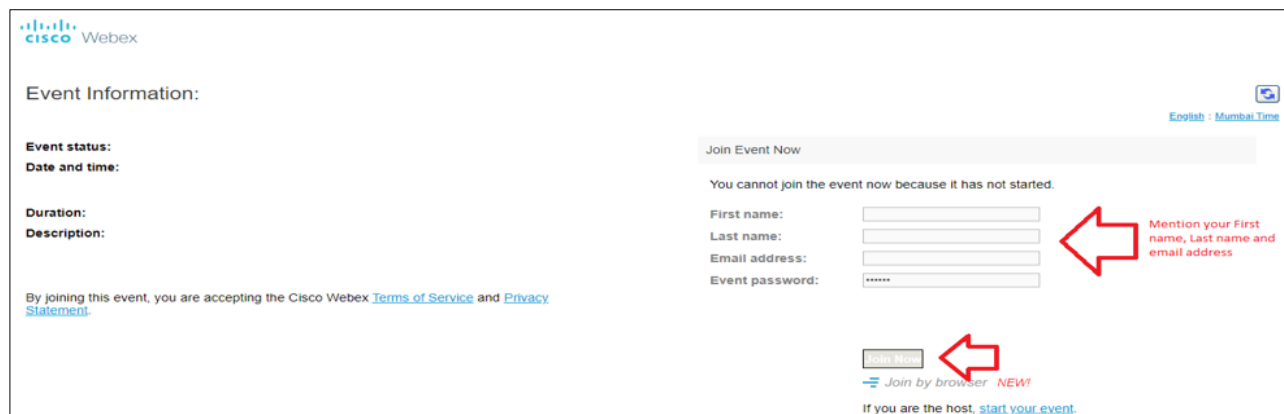 cisco Webex
Event Information:
English : Mumbai Time
Event status:
Date and time:
Duration:
Description:
By joining this event, you are accepting the Cisco Webex Terms of Service and Privacy
Statement.
Join Event Now
You cannot join the event now because it has not started.
First name:
Last name:
Email address:
Event password: ••••••
Mention your First
name, Last name and
email address
Join Now
Join by browser NEW!
If you are the host, start your event.